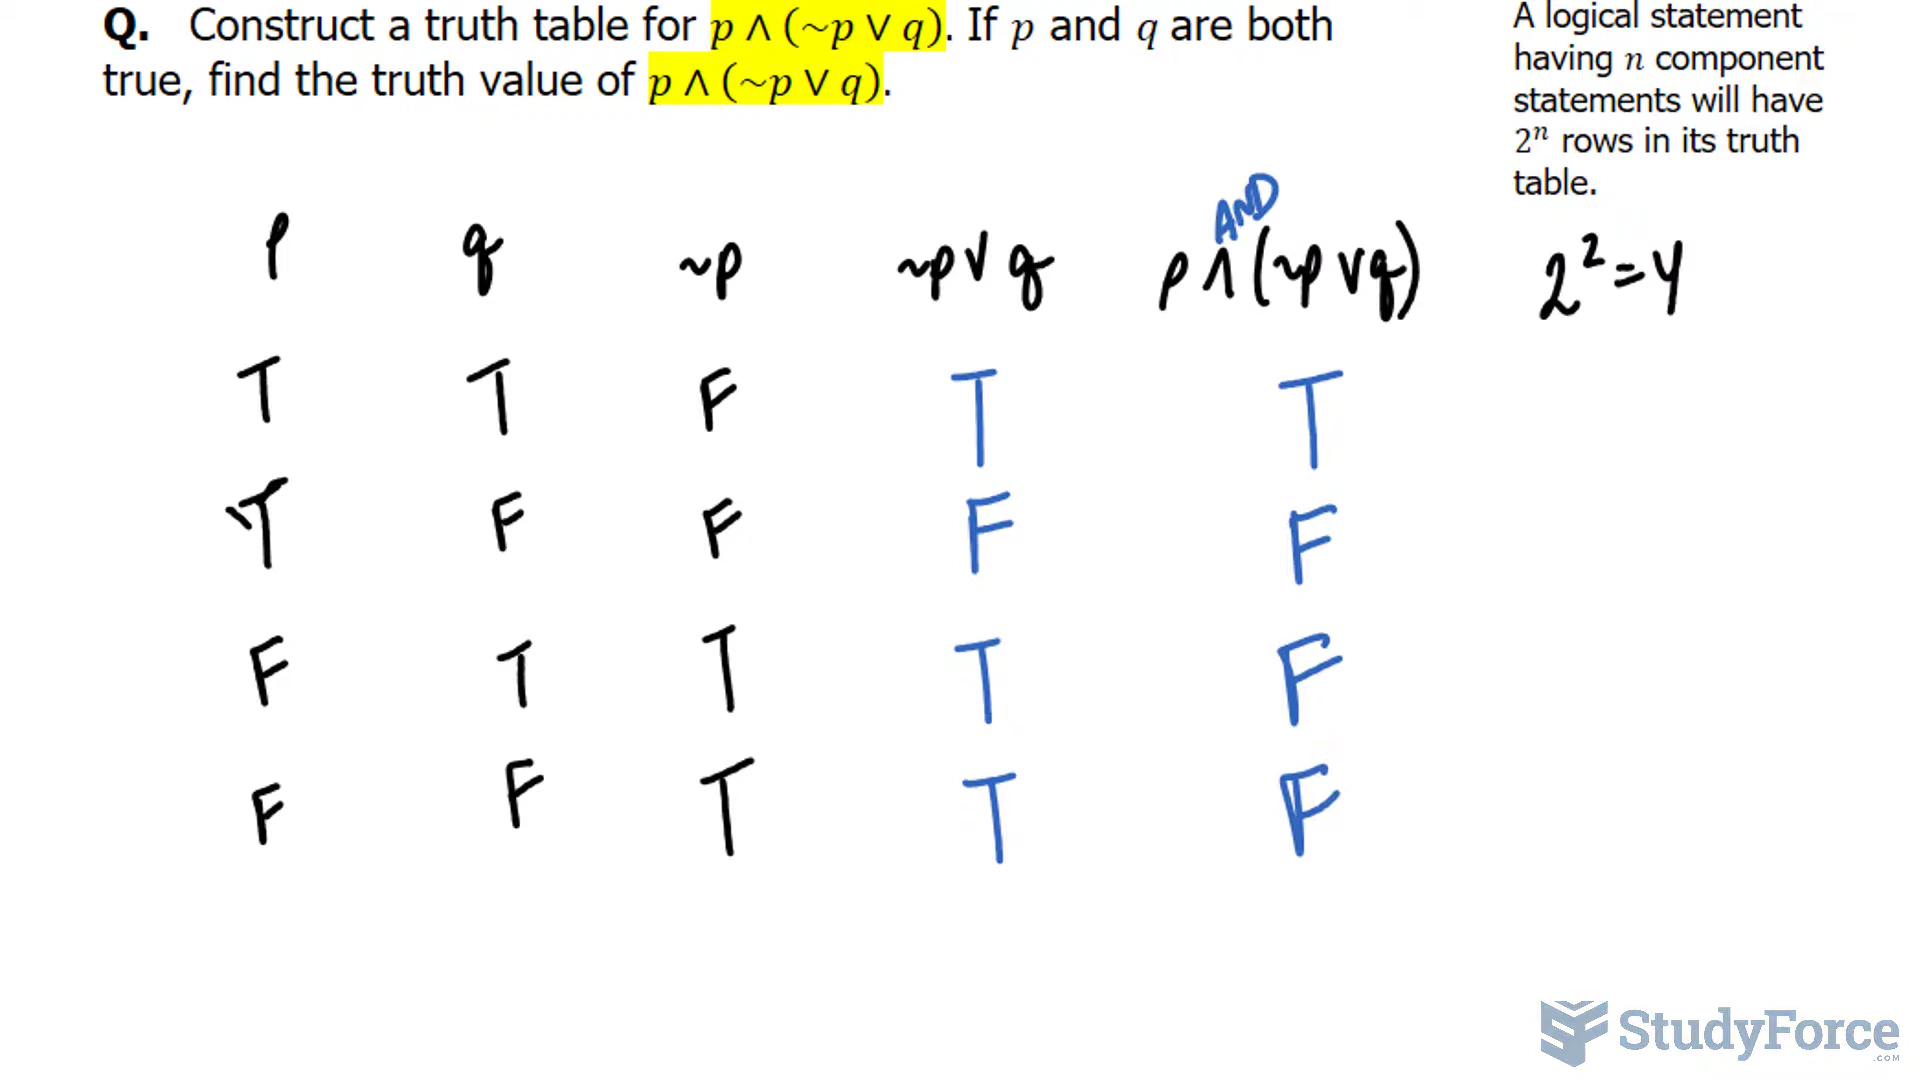 Q. Construct a truth table for p ∧ (~p ∨ q). If p and q are both
true, find the truth value of p ∧ (~p ∨ q).
A logical statement
having n component
statements will have
2ⁿ rows in its truth
table.
AND
p q ~p ~p ∨ q p ∧ (~p ∨ q) 2² = 4
T T F T T
T F F F F
F T T T F
F F T T F
StudyForce
.COM